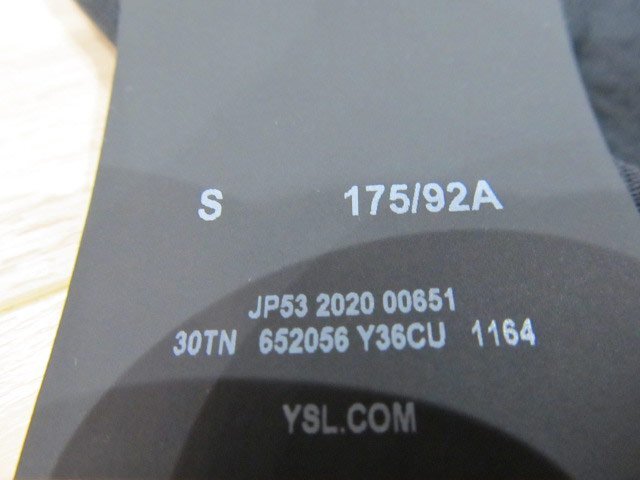 S 175/92A
JP53 2020 00651
30TN 652056 Y36CU 1164
YSL.COM